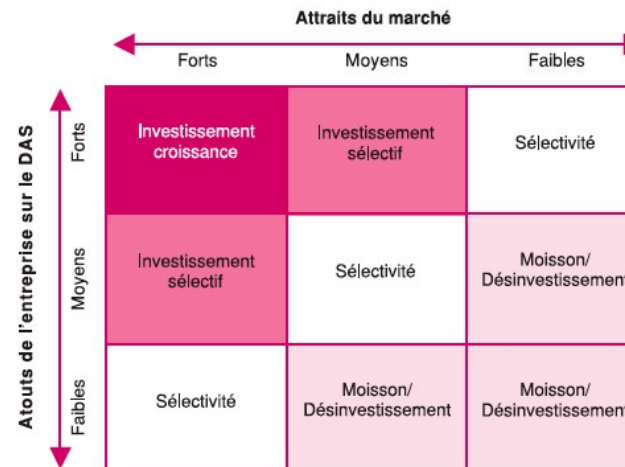 Attraits du marché
Forts
Moyens
Faibles
Atouts de l'entreprise sur le DAS
Forts
Investissement
croissance
Investissement
sélectif
Sélectivité
Moyens
Investissement
sélectif
Sélectivité
Moisson/
Désinvestissement
Faibles
Sélectivité
Moisson/
Désinvestissement
Moisson/
Désinvestissement